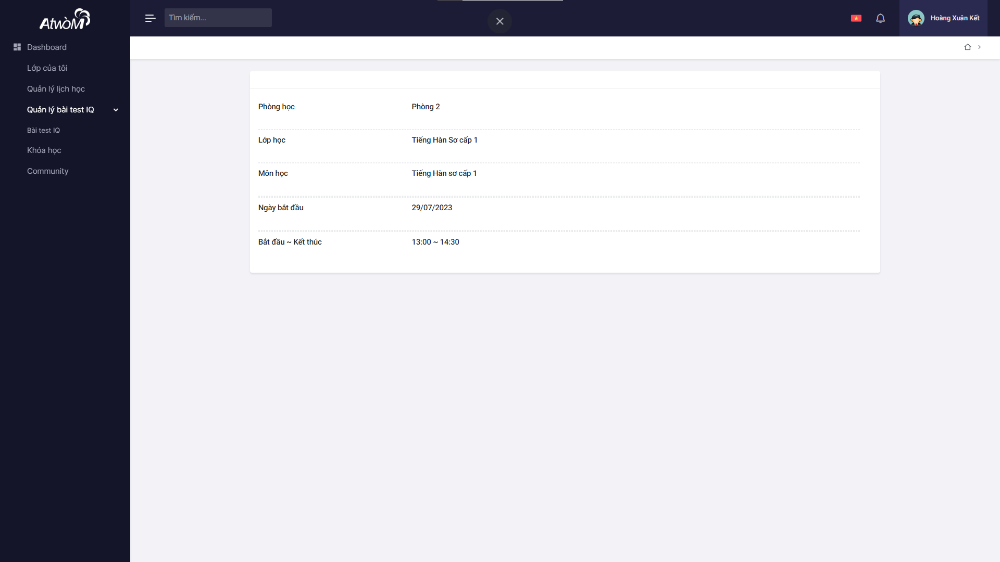 AtwòM
Tìm kiếm...
Hoàng Xuân Kết
Dashboard
Lớp của tôi
Quản lý lịch học
Quản lý bài test IQ
Bài test IQ
Khóa học
Community
Phòng học
Phòng 2
Lớp học
Tiếng Hàn Sơ cấp 1
Môn học
Tiếng Hàn sơ cấp 1
Ngày bắt đầu
29/07/2023
Bắt đầu ~ Kết thúc
13:00 ~ 14:30